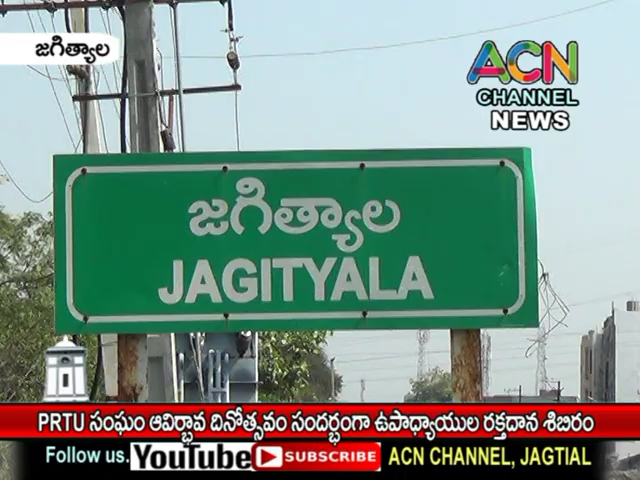 జగిత్యాల
ACN
CHANNEL
NEWS
జగిత్యాల
JAGITYALA
PRTU సంఘం ఆవిర్భావ దినోత్సవం సందర్భంగా ఉపాధ్యాయుల రక్తదాన శిబిరం
Follow us. YouTube SUBSCRIBE ACN CHANNEL, JAGTIAL